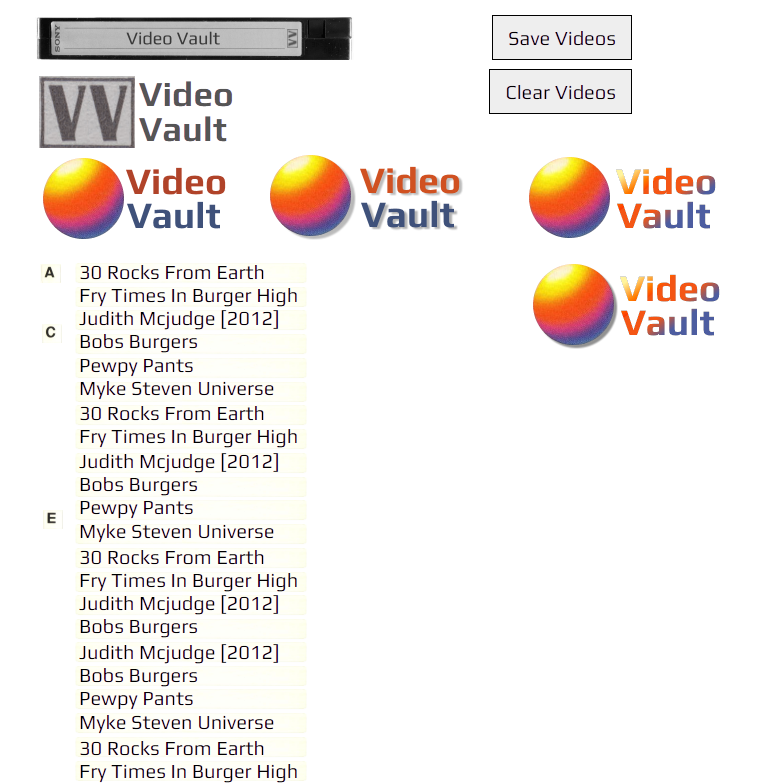 SONY
Video Vault
VV
Save Videos
VV
Video
Vault
Clear Videos
Video
Vault
Video
Vault
Video
Vault
A
30 Rocks From Earth
Fry Times In Burger High
Judith Mcjudge [2012]
C
Bobs Burgers
Pewpy Pants
Myke Steven Universe
30 Rocks From Earth
Fry Times In Burger High
Judith Mcjudge [2012]
Bobs Burgers
Pewpy Pants
E
Myke Steven Universe
30 Rocks From Earth
Fry Times In Burger High
Judith Mcjudge [2012]
Bobs Burgers
Judith Mcjudge [2012]
Bobs Burgers
Pewpy Pants
Myke Steven Universe
30 Rocks From Earth
Fry Times In Burger High
Video
Vault